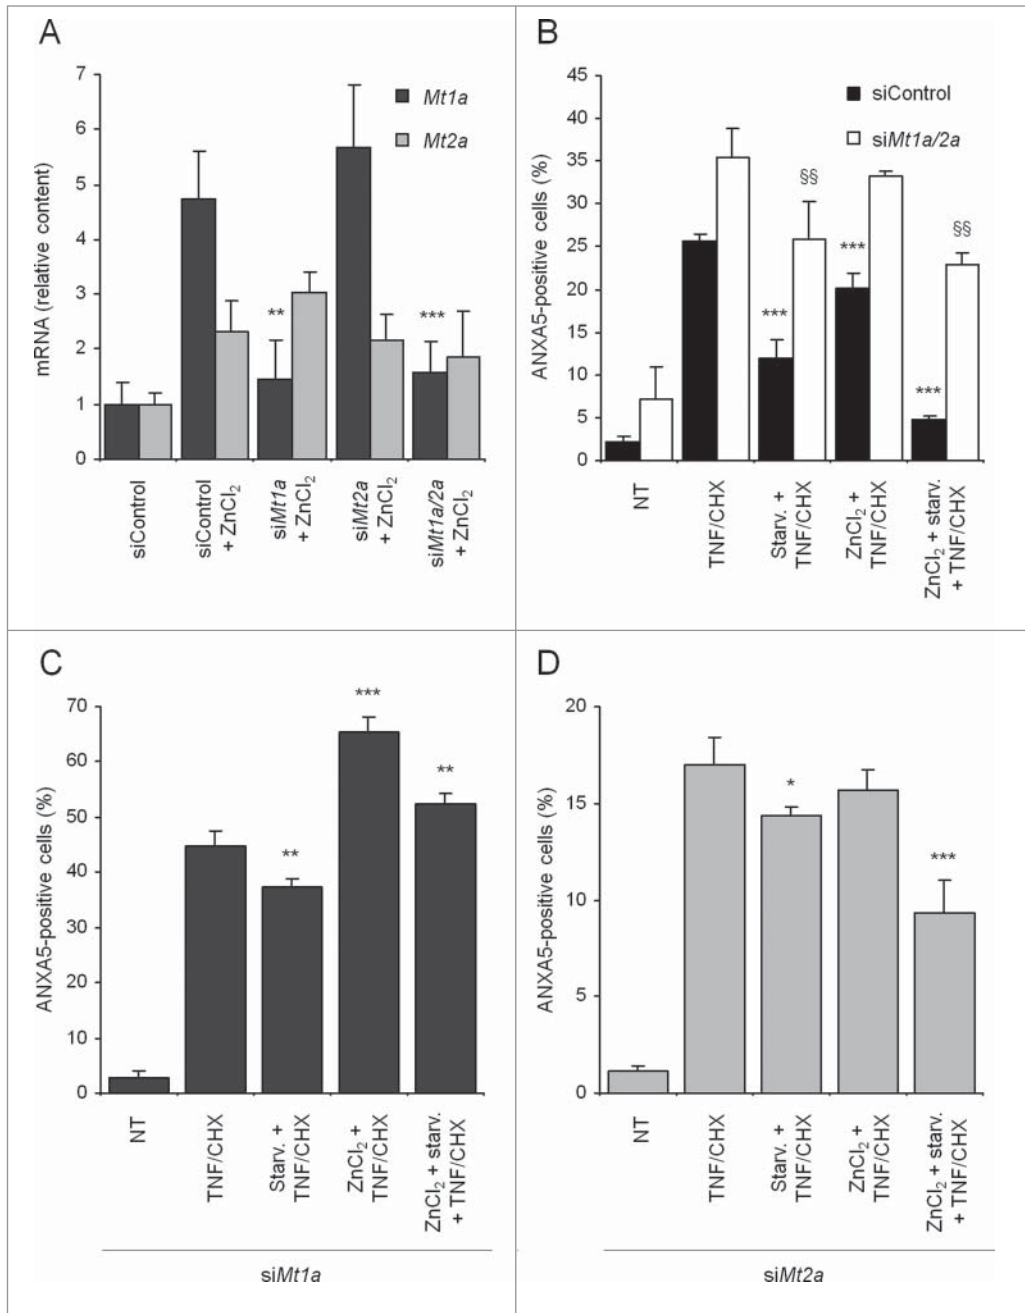 A
mRNA (relative content)
7
6
5
4
3
2
1
0
Mt1a
Mt2a
**
***
siControl
siControl
+ ZnCl₂
siMt1a
+ ZnCl₂
siMt2a
+ ZnCl₂
siMt1a/2a
+ ZnCl₂
B
ANXA5-positive cells (%)
45
40
35
30
25
20
15
10
5
0
siControl
siMt1a/2a
***
§§
***
***
§§
NT
TNF/CHX
Starv. +
TNF/CHX
ZnCl₂ +
TNF/CHX
ZnCl₂ + starv.
+ TNF/CHX
C
ANXA5-positive cells (%)
70
60
50
40
30
20
10
0
**
***
**
NT
TNF/CHX
Starv. +
TNF/CHX
ZnCl₂ +
TNF/CHX
ZnCl₂ + starv.
+ TNF/CHX
siMt1a
D
ANXA5-positive cells (%)
20
15
10
5
0
*
***
NT
TNF/CHX
Starv. +
TNF/CHX
ZnCl₂ +
TNF/CHX
ZnCl₂ + starv.
+ TNF/CHX
siMt2a